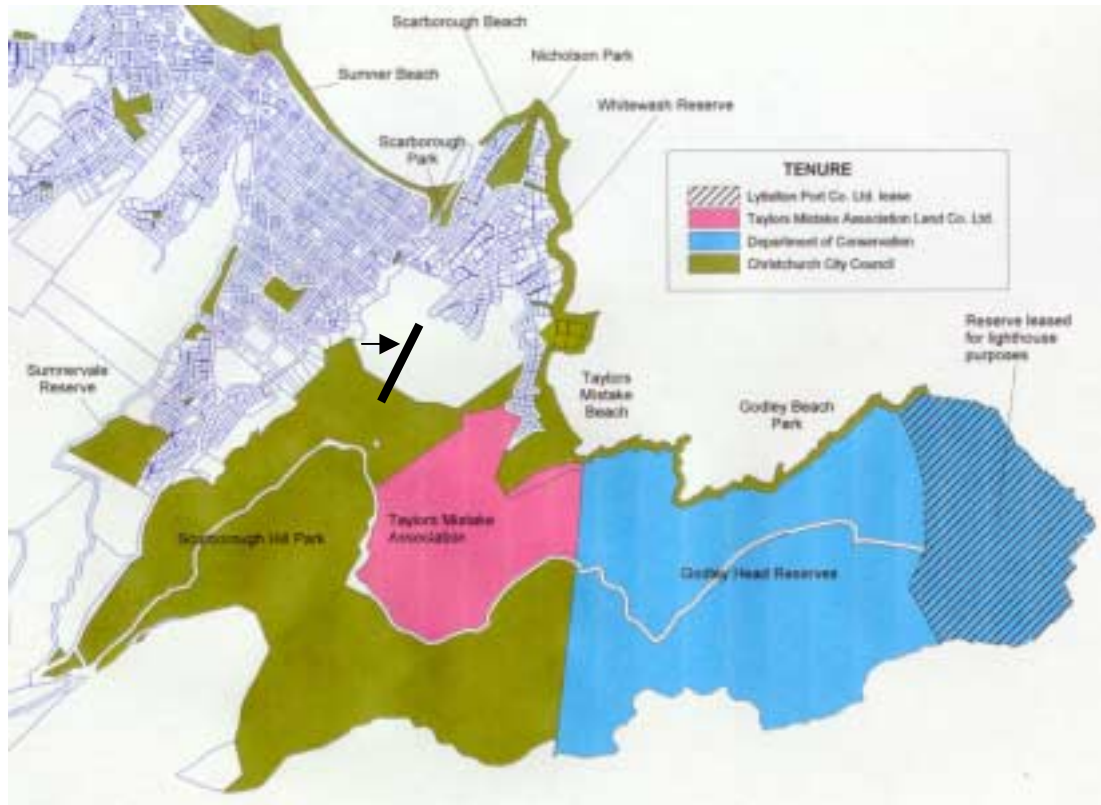 Scarborough Beach
Nicholson Park
Sumner Beach
Whitewash Reserve
Scarborough
Park
TENURE
Lyttelton Port Co. Ltd. lease
Taylors Mistake Association Land Co. Ltd.
Department of Conservation
Christchurch City Council
Reserve leased
for lighthouse
purposes
Sumnervale
Reserve
Taylors
Mistake
Beach
Godley Beach
Park
Scarborough Hill Park
Taylors Mistake
Association
Godley Head Reserves